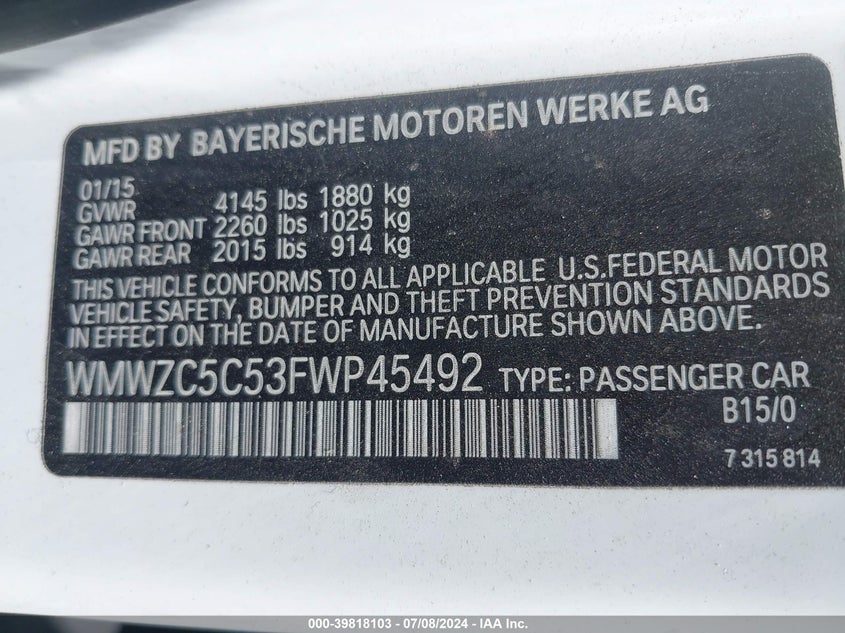 MFD BY BAYERISCHE MOTOREN WERKE AG
01/15
GVWR 4145 lbs 1880 kg
GAWR FRONT 2260 lbs 1025 kg
GAWR REAR 2015 lbs 914 kg
THIS VEHICLE CONFORMS TO ALL APPLICABLE U.S.FEDERAL MOTOR
VEHICLE SAFETY, BUMPER AND THEFT PREVENTION STANDARDS
IN EFFECT ON THE DATE OF MANUFACTURE SHOWN ABOVE.
WMWZC5C53FWP45492 TYPE: PASSENGER CAR
B15/0
7 315 814
000-39818103 - 07/08/2024 - IAA Inc.